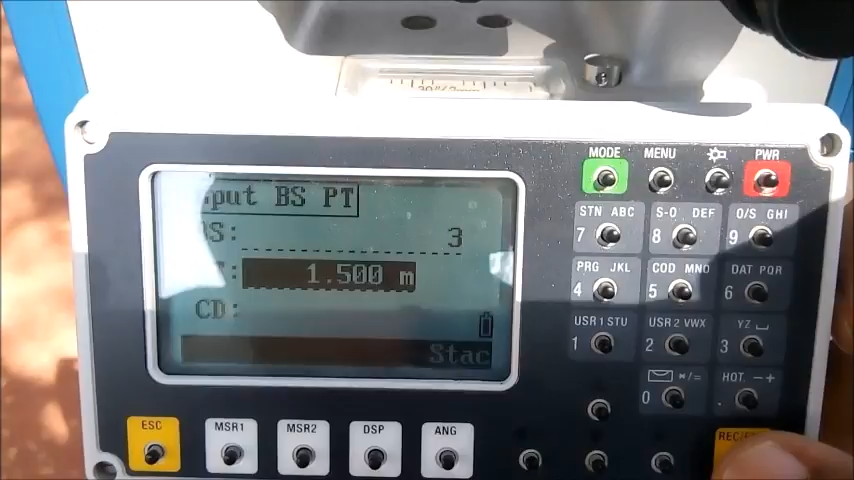 MODE MENU PWR
Input BS PT
BS: 3
1.500 m
CD:
Stac
STN ABC S-O DEF O/S GHI
7 8 9
PRG JKL COD MNO DAT PQR
4 5 6
USR1 STU USR2 VWX YZ
1 2 3
*/= HOT -+
0 .
ESC MSR1 MSR2 DSP ANG